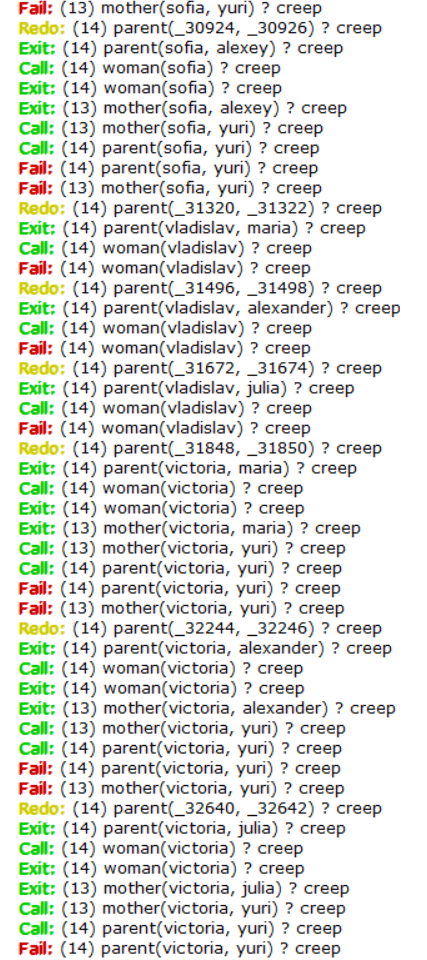 Fail: (13) mother(sofia, yuri) ? creep
Redo: (14) parent(_30924, _30926) ? creep
Exit: (14) parent(sofia, alexey) ? creep
Call: (14) woman(sofia) ? creep
Exit: (14) woman(sofia) ? creep
Exit: (13) mother(sofia, alexey) ? creep
Call: (13) mother(sofia, yuri) ? creep
Call: (14) parent(sofia, yuri) ? creep
Fail: (14) parent(sofia, yuri) ? creep
Fail: (13) mother(sofia, yuri) ? creep
Redo: (14) parent(_31320, _31322) ? creep
Exit: (14) parent(vladislav, maria) ? creep
Call: (14) woman(vladislav) ? creep
Fail: (14) woman(vladislav) ? creep
Redo: (14) parent(_31496, _31498) ? creep
Exit: (14) parent(vladislav, alexander) ? creep
Call: (14) woman(vladislav) ? creep
Fail: (14) woman(vladislav) ? creep
Redo: (14) parent(_31672, _31674) ? creep
Exit: (14) parent(vladislav, julia) ? creep
Call: (14) woman(vladislav) ? creep
Fail: (14) woman(vladislav) ? creep
Redo: (14) parent(_31848, _31850) ? creep
Exit: (14) parent(victoria, maria) ? creep
Call: (14) woman(victoria) ? creep
Exit: (14) woman(victoria) ? creep
Exit: (13) mother(victoria, maria) ? creep
Call: (13) mother(victoria, yuri) ? creep
Call: (14) parent(victoria, yuri) ? creep
Fail: (14) parent(victoria, yuri) ? creep
Fail: (13) mother(victoria, yuri) ? creep
Redo: (14) parent(_32244, _32246) ? creep
Exit: (14) parent(victoria, alexander) ? creep
Call: (14) woman(victoria) ? creep
Exit: (14) woman(victoria) ? creep
Exit: (13) mother(victoria, alexander) ? creep
Call: (13) mother(victoria, yuri) ? creep
Call: (14) parent(victoria, yuri) ? creep
Fail: (14) parent(victoria, yuri) ? creep
Fail: (13) mother(victoria, yuri) ? creep
Redo: (14) parent(_32640, _32642) ? creep
Exit: (14) parent(victoria, julia) ? creep
Call: (14) woman(victoria) ? creep
Exit: (14) woman(victoria) ? creep
Exit: (13) mother(victoria, julia) ? creep
Call: (13) mother(victoria, yuri) ? creep
Call: (14) parent(victoria, yuri) ? creep
Fail: (14) parent(victoria, yuri) ? creep